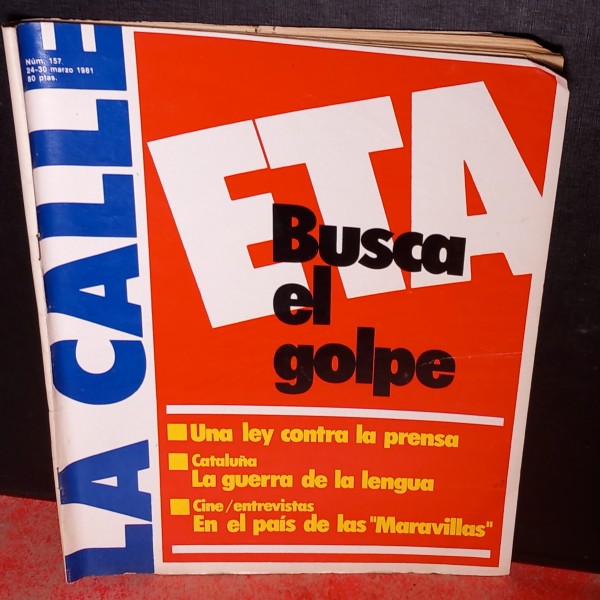 Núm. 157
24-30 marzo 1981
80 ptas.
LA CALLE
ETA
Busca
el
golpe
Una ley contra la prensa
Cataluña
La guerra de la lengua
Cine/entrevistas
En el país de las "Maravillas"